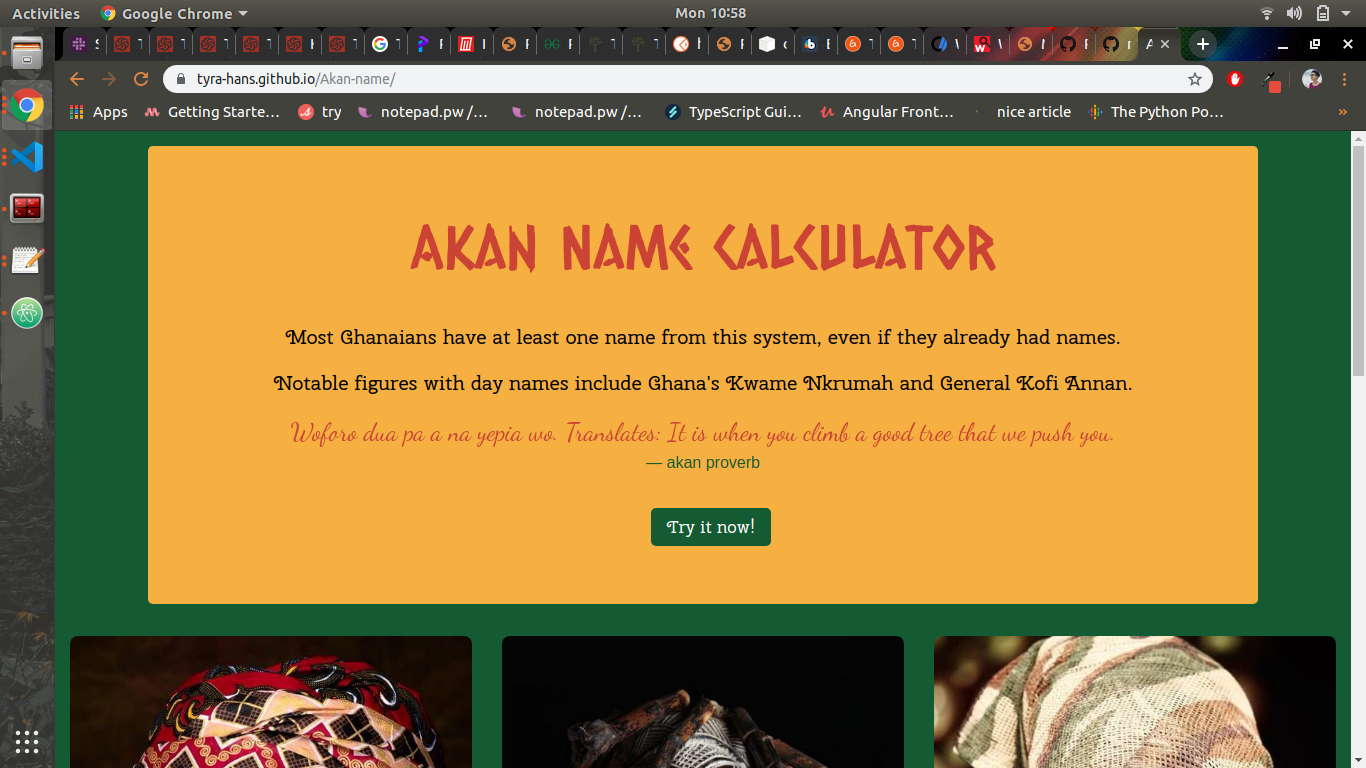 Activities
Google Chrome
Mon 10:58
tyra-hans.github.io/Akan-name/
Apps
Getting Starte...
try
notepad.pw /...
notepad.pw /...
TypeScript Gui...
Angular Front...
nice article
The Python Po...
AKAN NAME CALCULATOR
Most Ghanaians have at least one name from this system, even if they already had names.
Notable figures with day names include Ghana's Kwame Nkrumah and General Kofi Annan.
Woforo dua pa a na yepia wo. Translates: It is when you climb a good tree that we push you.
— akan proverb
Try it now!